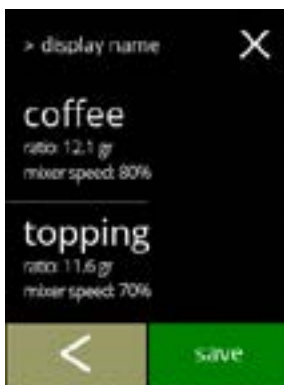 > display name
coffee
ratio: 12.1 gr
mixer speed: 80%
topping
ratio: 11.6 gr
mixer speed: 70%
save